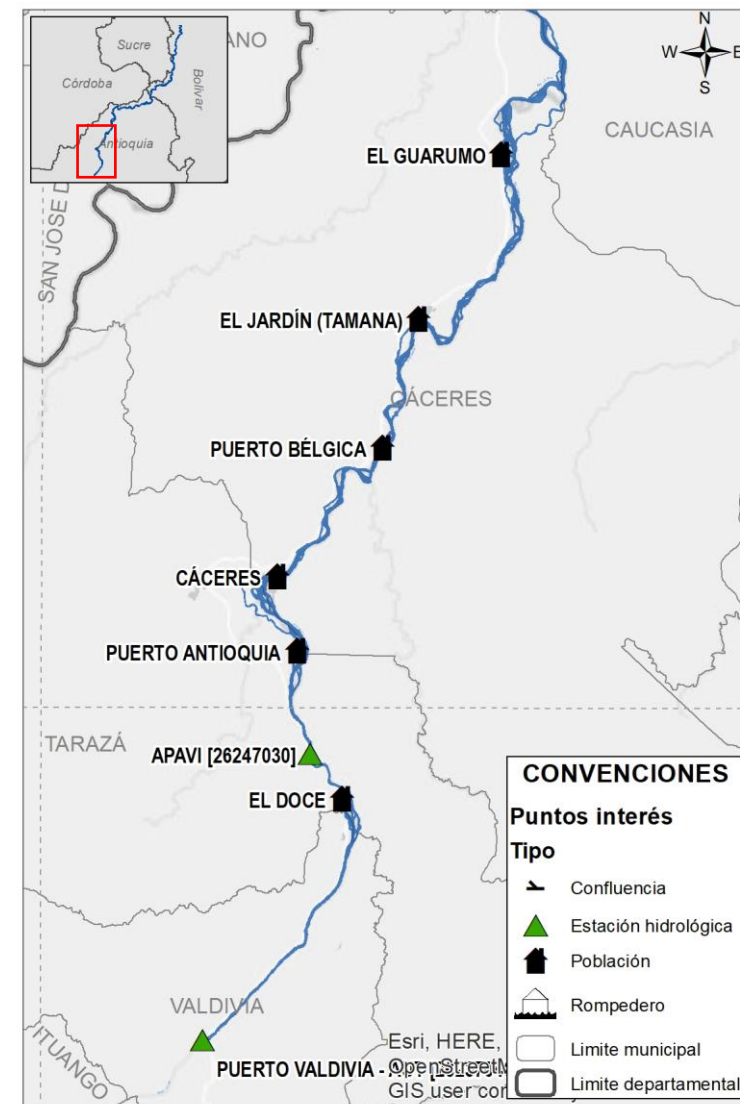 Sucre
Córdoba
Bolivar
Antioquia
ANO
N
W E
S
CAUCASIA
EL GUARUMO
SAN JOSE D
EL JARDÍN (TAMANA)
CÁCERES
PUERTO BÉLGICA
CÁCERES
PUERTO ANTIOQUIA
TARAZÁ
APAVI [26247030]
EL DOCE
VALDIVIA
ITUANGO
PUERTO VALDIVIA -
Esri, HERE,
GIS user
CONVENCIONES
Puntos interés
Tipo
Confluencia
Estación hidrológica
Población
Rompedero
Limite municipal
Limite departamental